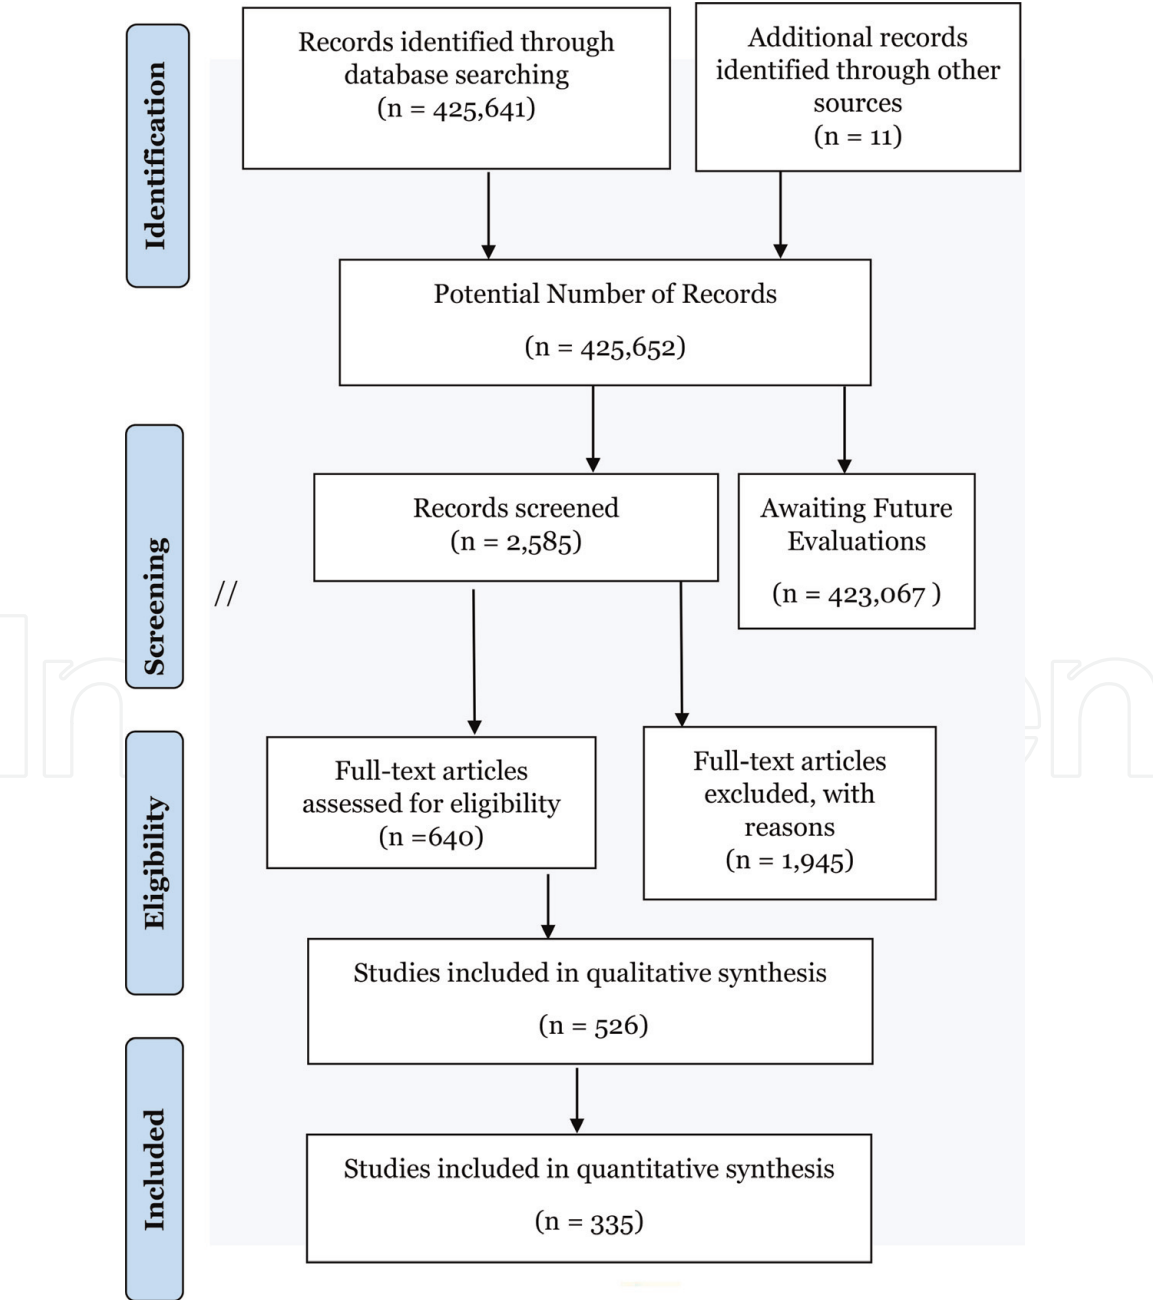 Identification
Records identified through
database searching
(n = 425,641)
Additional records
identified through other
sources
(n = 11)
Potential Number of Records
(n = 425,652)
Screening
Records screened
(n = 2,585)
Awaiting Future
Evaluations
(n = 423,067 )
//
Eligibility
Full-text articles
assessed for eligibility
(n =640)
Full-text articles
excluded, with
reasons
(n = 1,945)
Studies included in qualitative synthesis
(n = 526)
Included
Studies included in quantitative synthesis
(n = 335)